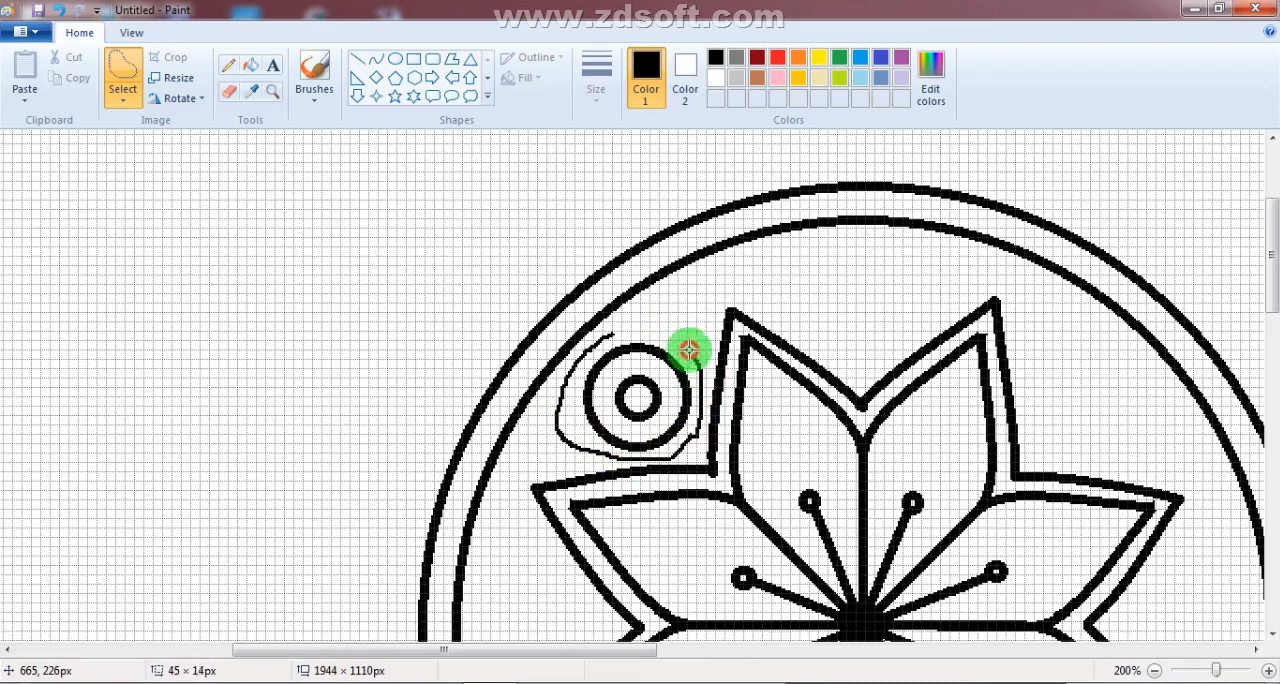 Untitled - Paint
www.zdsoft.com
Home
View
Paste
Cut
Copy
Clipboard
Select
Crop
Resize
Rotate
Image
A
Tools
Brushes
Outline
Fill
Shapes
Size
Color 1
Color 2
Edit colors
Colors
665, 226px
45 × 14px
1944 × 1110px
200%